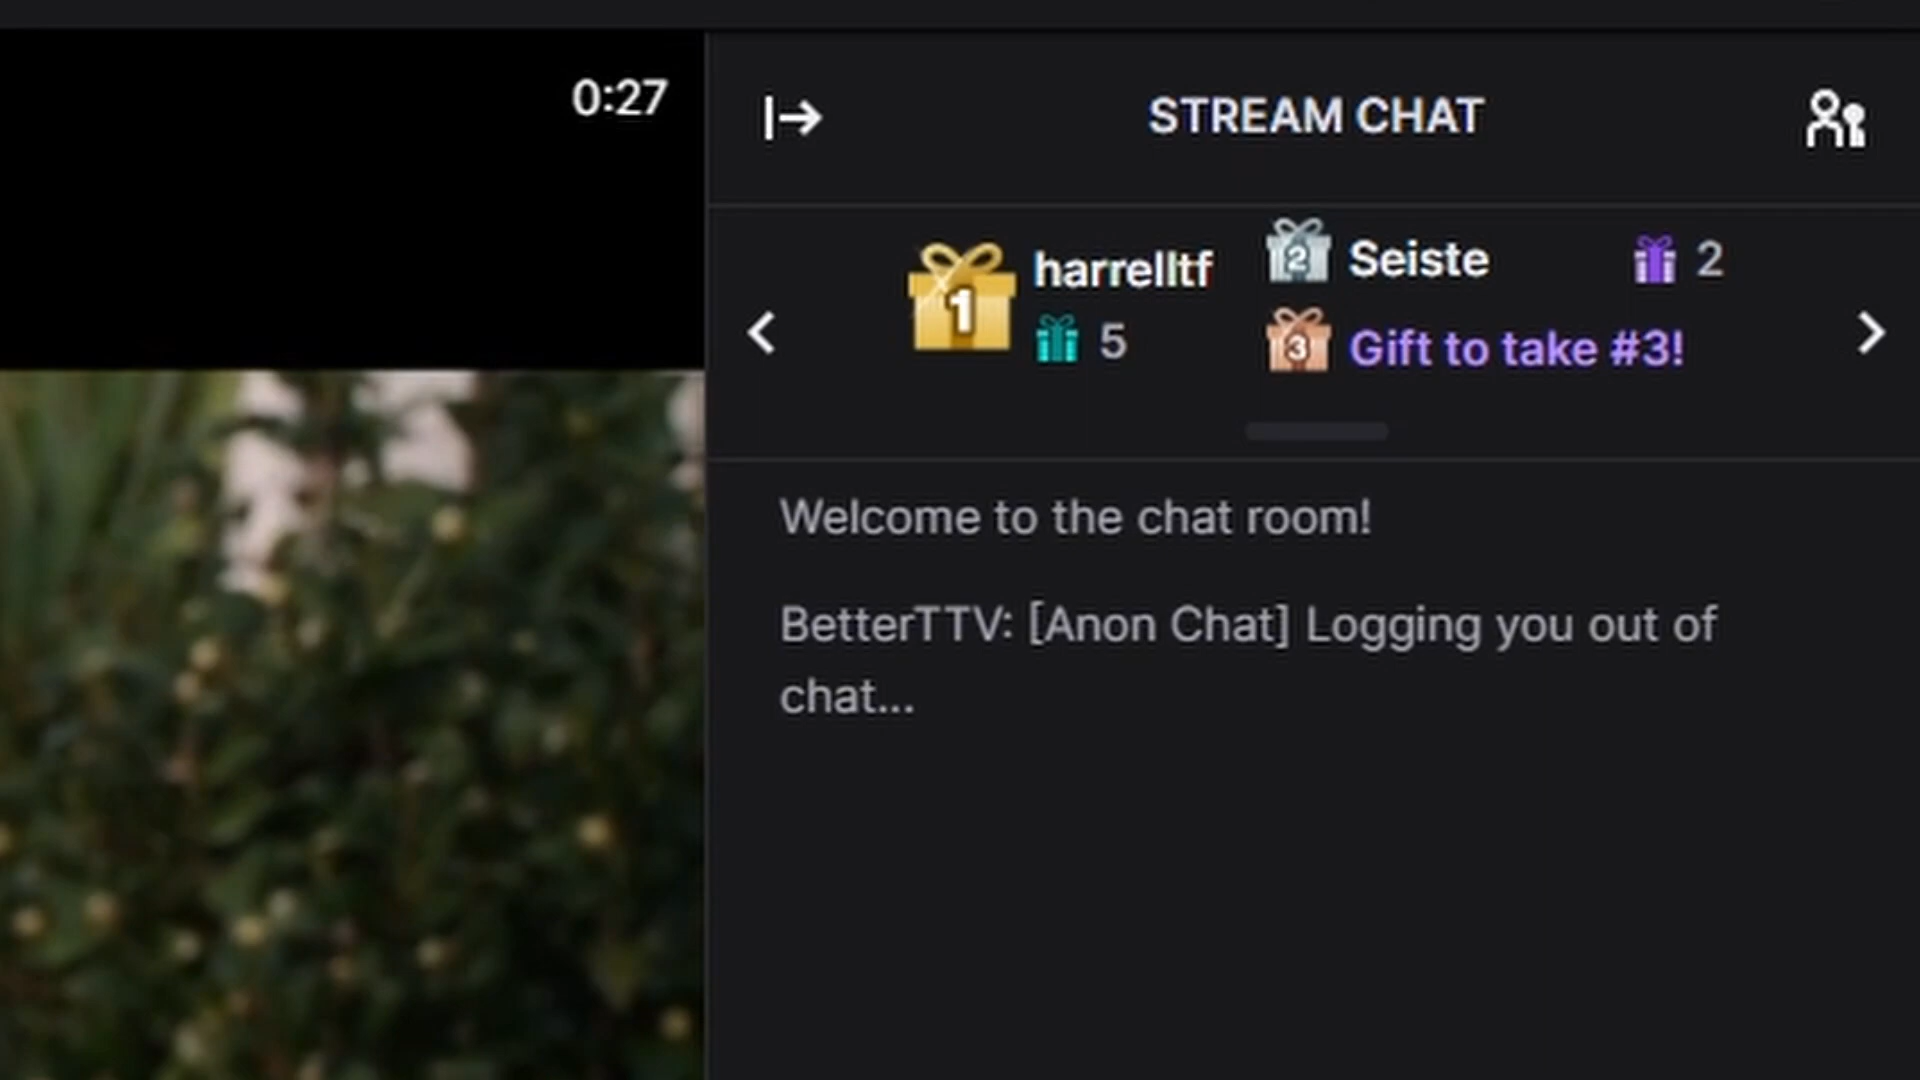 0:27
STREAM CHAT
1 harrelltf
5
2 Seiste 2
3 Gift to take #3!
Welcome to the chat room!
BetterTTV: [Anon Chat] Logging you out of
chat...